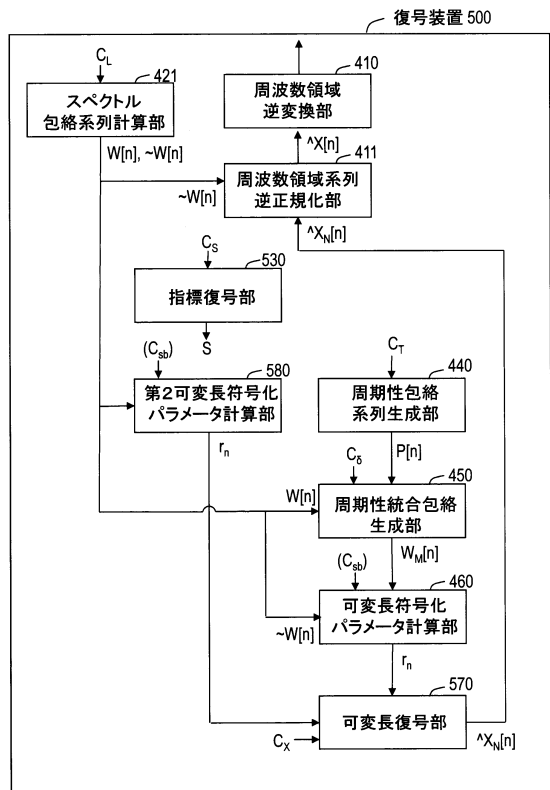 復号装置 500
C_L
421
スペクトル
包絡系列計算部
W[n], ~W[n]
410
周波数領域
逆変換部
^X[n]
411
周波数領域系列
逆正規化部
~W[n]
^X_N[n]
C_S
530
指標復号部
S
(C_sb)
580
第2可変長符号化
パラメータ計算部
r_n
C_T
440
周期性包絡
系列生成部
P[n]
C_δ
450
W[n]
周期性統合包絡
生成部
W_M[n]
(C_sb)
460
可変長符号化
パラメータ計算部
~W[n]
r_n
570
可変長復号部
C_X
^X_N[n]